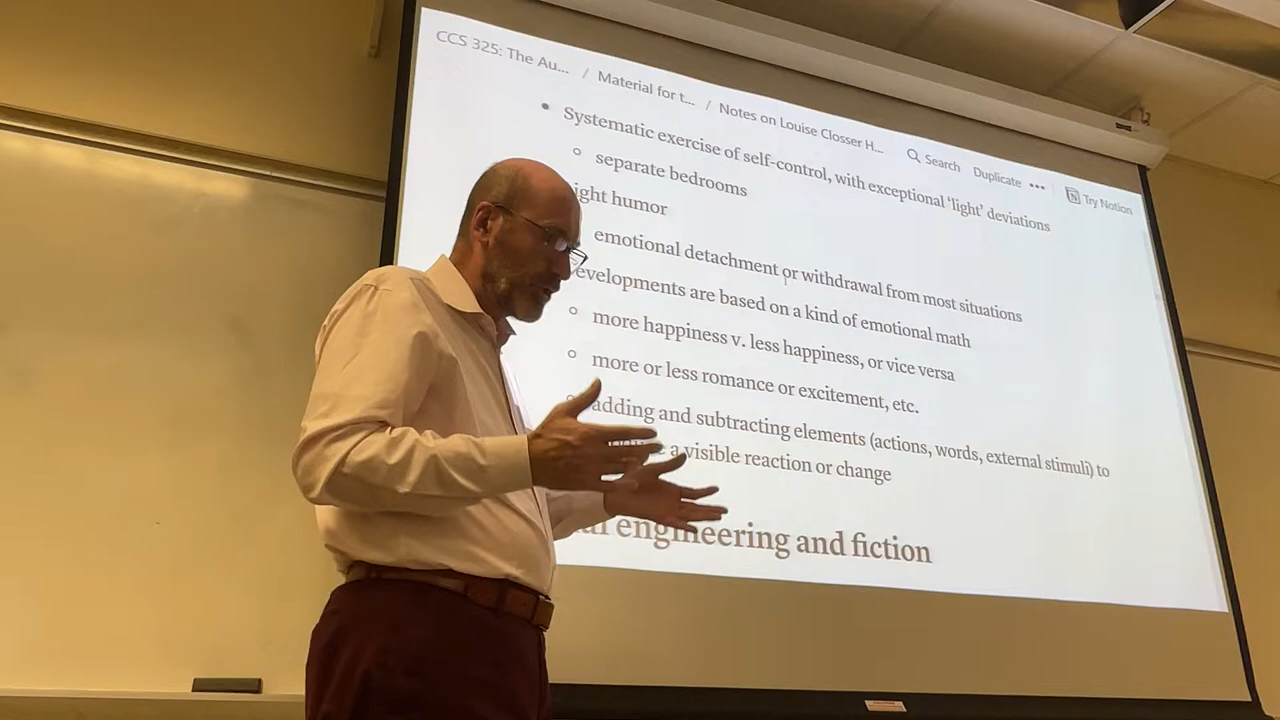 CCS 325: The Au... / Material for t... / Notes on Louise Closser H...
Search Duplicate ••• Try Notion
• Systematic exercise of self-control, with exceptional ‘light’ deviations
◦ separate bedrooms
ight humor
emotional detachment or withdrawal from most situations
evelopments are based on a kind of emotional math
◦ more happiness v. less happiness, or vice versa
◦ more or less romance or excitement, etc.
◦ adding and subtracting elements (actions, words, external stimuli) to
a visible reaction or change
engineering and fiction